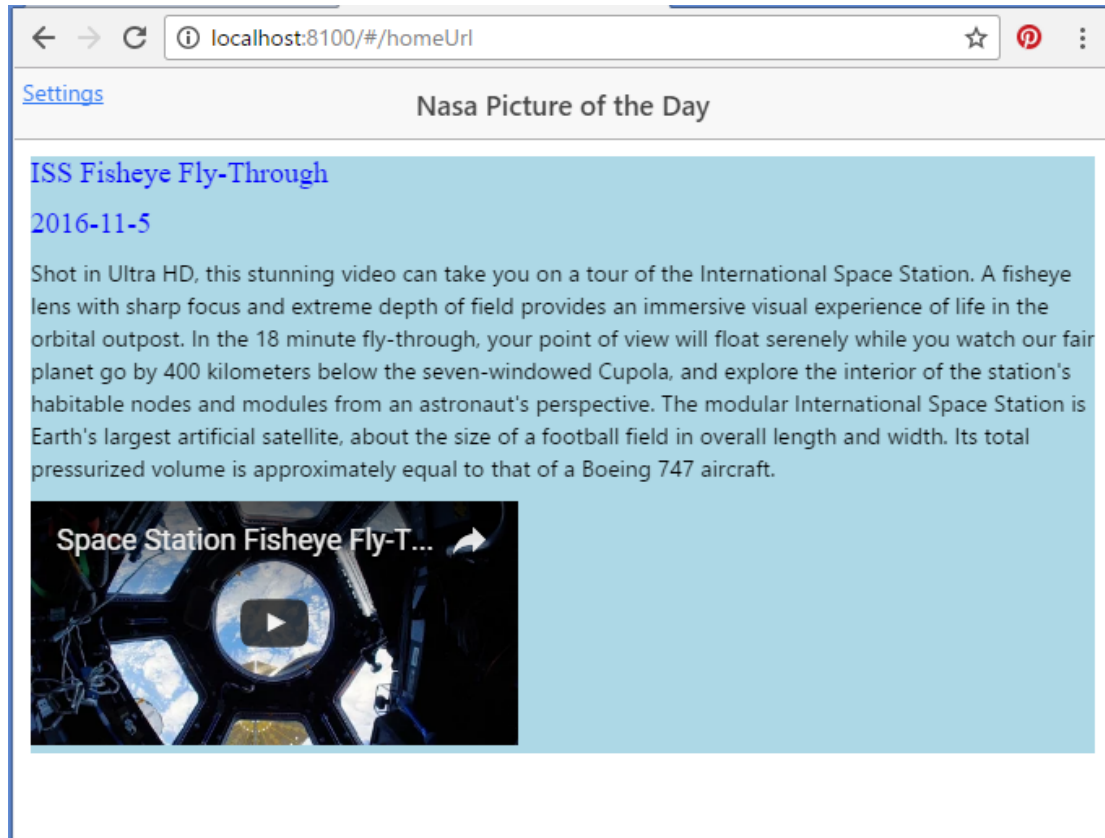 localhost:8100/#/homeUrl
Settings
Nasa Picture of the Day
ISS Fisheye Fly-Through
2016-11-5
Shot in Ultra HD, this stunning video can take you on a tour of the International Space Station. A fisheye
lens with sharp focus and extreme depth of field provides an immersive visual experience of life in the
orbital outpost. In the 18 minute fly-through, your point of view will float serenely while you watch our fair
planet go by 400 kilometers below the seven-windowed Cupola, and explore the interior of the station's
habitable nodes and modules from an astronaut's perspective. The modular International Space Station is
Earth's largest artificial satellite, about the size of a football field in overall length and width. Its total
pressurized volume is approximately equal to that of a Boeing 747 aircraft.
Space Station Fisheye Fly-T...